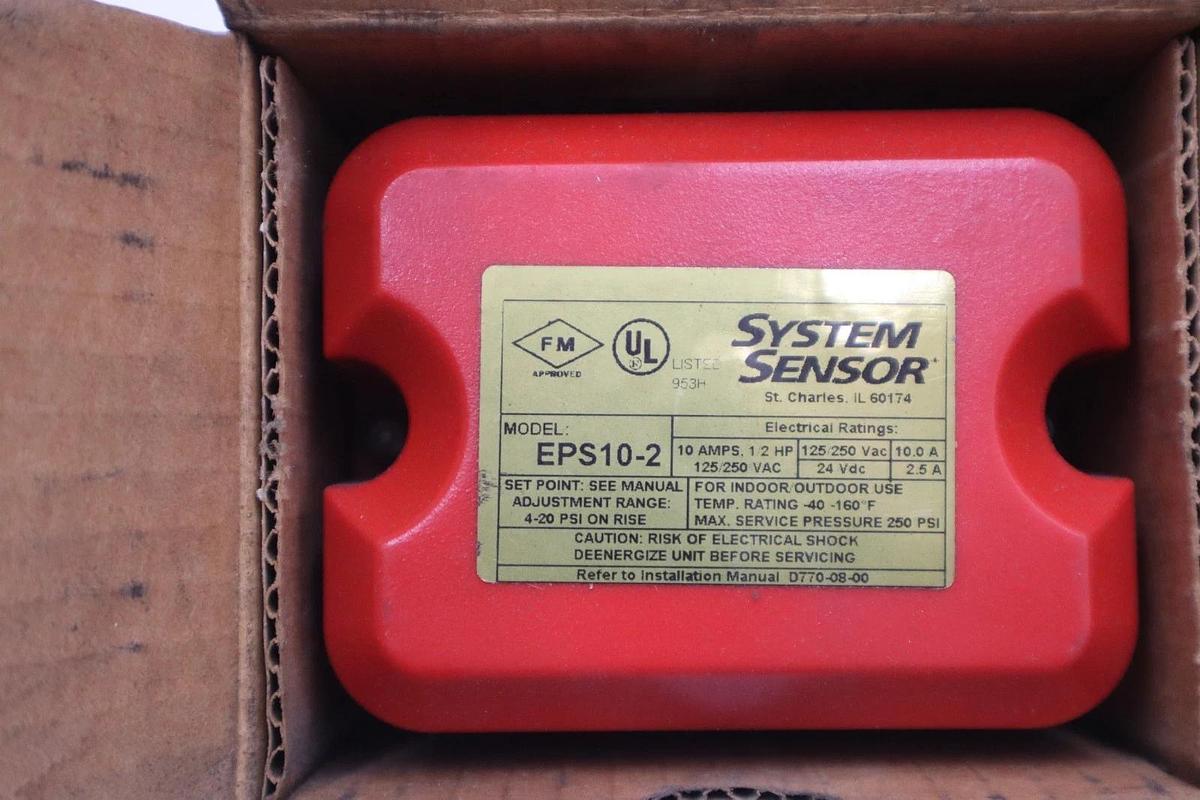 FM
APPROVED
UL
®
LISTED
953H
SYSTEM
SENSOR
St. Charles, IL 60174
MODEL:
EPS10-2
Electrical Ratings:
10 AMPS, 1/2 HP
125/250 VAC
125/250 Vac
10.0 A
24 Vdc
2.5 A
SET POINT: SEE MANUAL
ADJUSTMENT RANGE:
4-20 PSI ON RISE
FOR INDOOR/OUTDOOR USE
TEMP. RATING -40 -160°F
MAX. SERVICE PRESSURE 250 PSI
CAUTION: RISK OF ELECTRICAL SHOCK
DEENERGIZE UNIT BEFORE SERVICING
Refer to Installation Manual D770-08-00